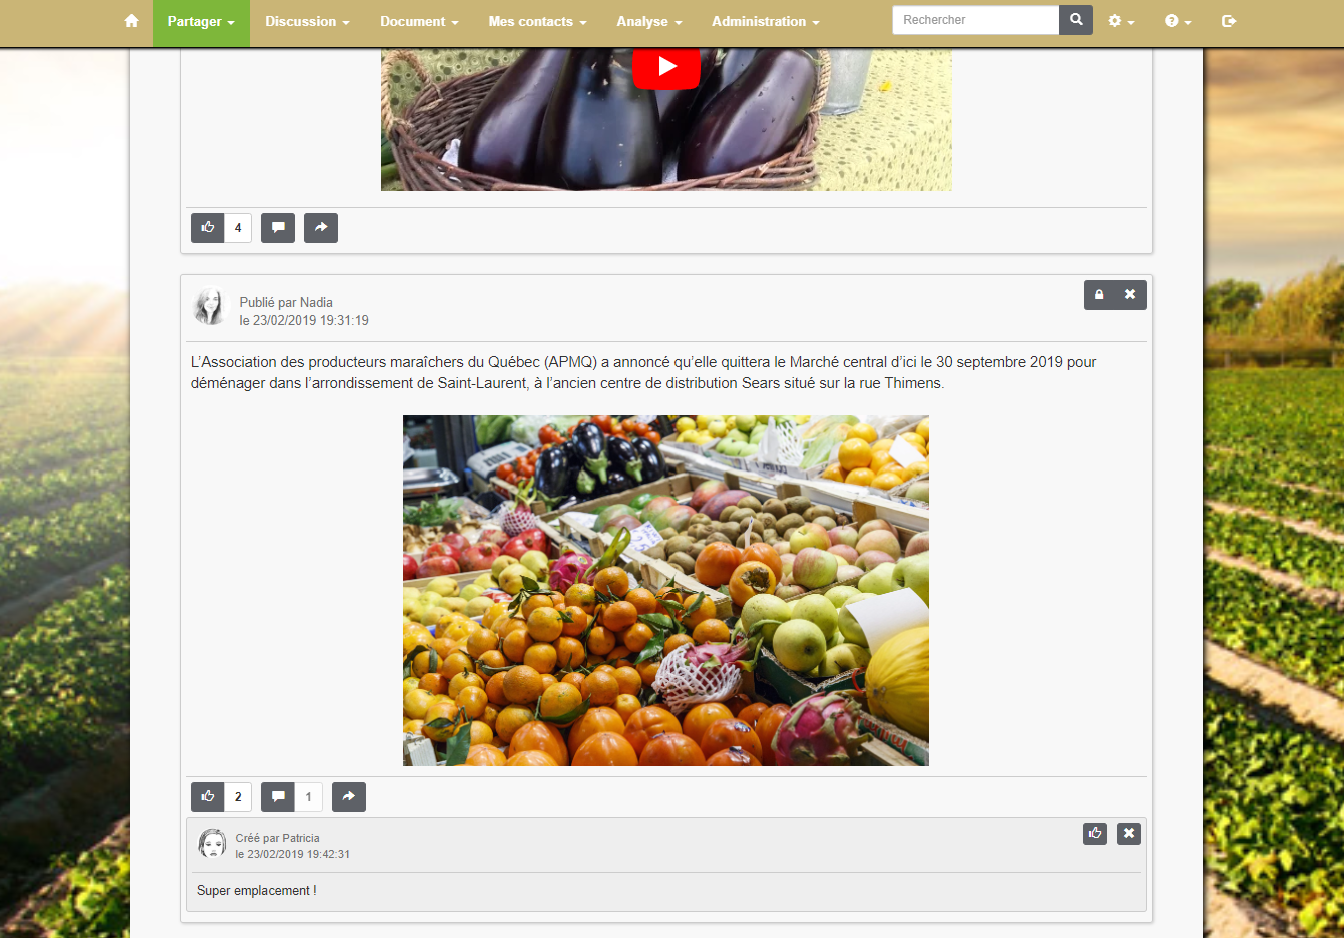 Partager Discussion Document Mes contacts Analyse Administration Rechercher
4
Publié par Nadia
le 23/02/2019 19:31:19
L’Association des producteurs maraîchers du Québec (APMQ) a annoncé qu’elle quittera le Marché central d’ici le 30 septembre 2019 pour
déménager dans l’arrondissement de Saint-Laurent, à l’ancien centre de distribution Sears situé sur la rue Thimens.
2 1
Créé par Patricia
le 23/02/2019 19:42:31
Super emplacement !